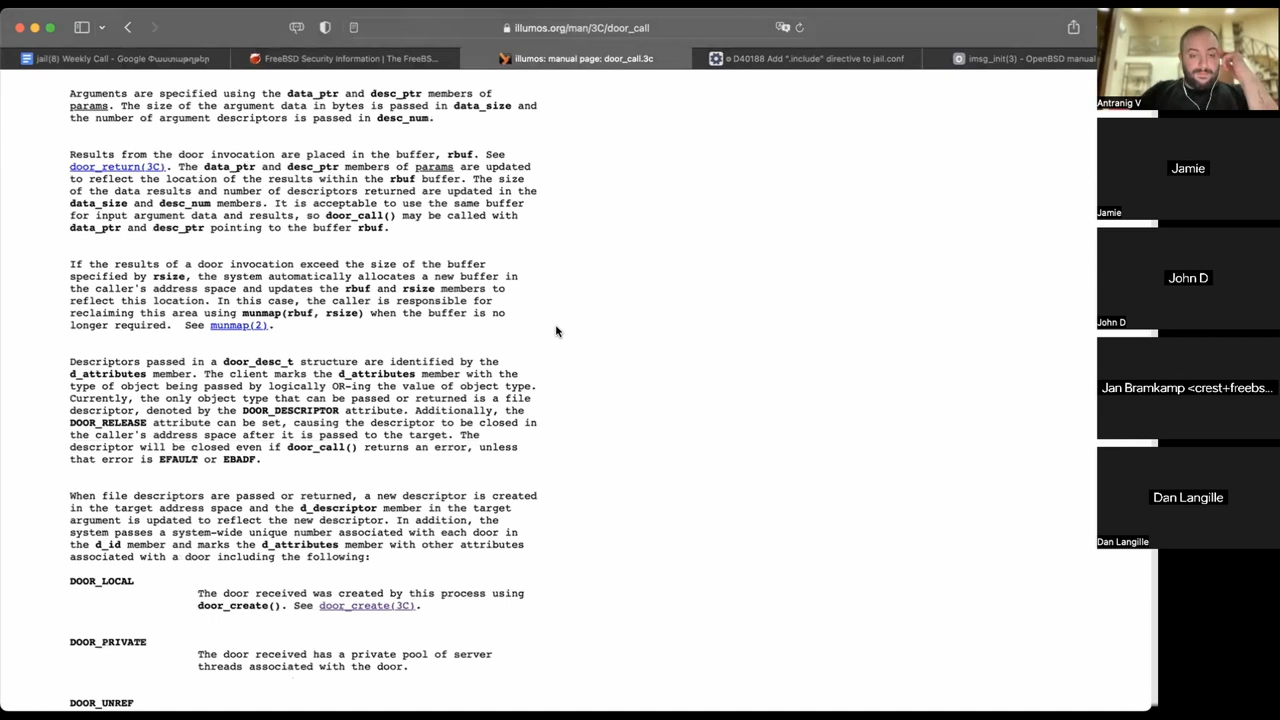 illumos.org/man/3C/door_call
jail(8) Weekly Call - Google Փաստաթղթեր
FreeBSD Security Information | The FreeBS...
illumos: manual page: door_call.3c
D40188 Add ".include" directive to jail.conf
imsg_init(3) - OpenBSD manual
Arguments are specified using the data_ptr and desc_ptr members of
params. The size of the argument data in bytes is passed in data_size and
the number of argument descriptors is passed in desc_num.
Results from the door invocation are placed in the buffer, rbuf. See
door_return(3C). The data_ptr and desc_ptr members of params are updated
to reflect the location of the results within the rbuf buffer. The size
of the data results and number of descriptors returned are updated in the
data_size and desc_num members. It is acceptable to use the same buffer
for input argument data and results, so door_call() may be called with
data_ptr and desc_ptr pointing to the buffer rbuf.
If the results of a door invocation exceed the size of the buffer
specified by rsize, the system automatically allocates a new buffer in
the caller's address space and updates the rbuf and rsize members to
reflect this location. In this case, the caller is responsible for
reclaiming this area using munmap(rbuf, rsize) when the buffer is no
longer required.  See munmap(2).
Descriptors passed in a door_desc_t structure are identified by the
d_attributes member. The client marks the d_attributes member with the
type of object being passed by logically OR-ing the value of object type.
Currently, the only object type that can be passed or returned is a file
descriptor, denoted by the DOOR_DESCRIPTOR attribute. Additionally, the
DOOR_RELEASE attribute can be set, causing the descriptor to be closed in
the caller's address space after it is passed to the target. The
descriptor will be closed even if door_call() returns an error, unless
that error is EFAULT or EBADF.
When file descriptors are passed or returned, a new descriptor is created
in the target address space and the d_descriptor member in the target
argument is updated to reflect the new descriptor. In addition, the
system passes a system-wide unique number associated with each door in
the d_id member and marks the d_attributes member with other attributes
associated with a door including the following:
DOOR_LOCAL
The door received was created by this process using
door_create(). See door_create(3C).
DOOR_PRIVATE
The door received has a private pool of server
threads associated with the door.
DOOR_UNREF
Antranig V
Jamie
Jamie
John D
John D
Jan Bramkamp <crest+freebs...
Dan Langille
Dan Langille